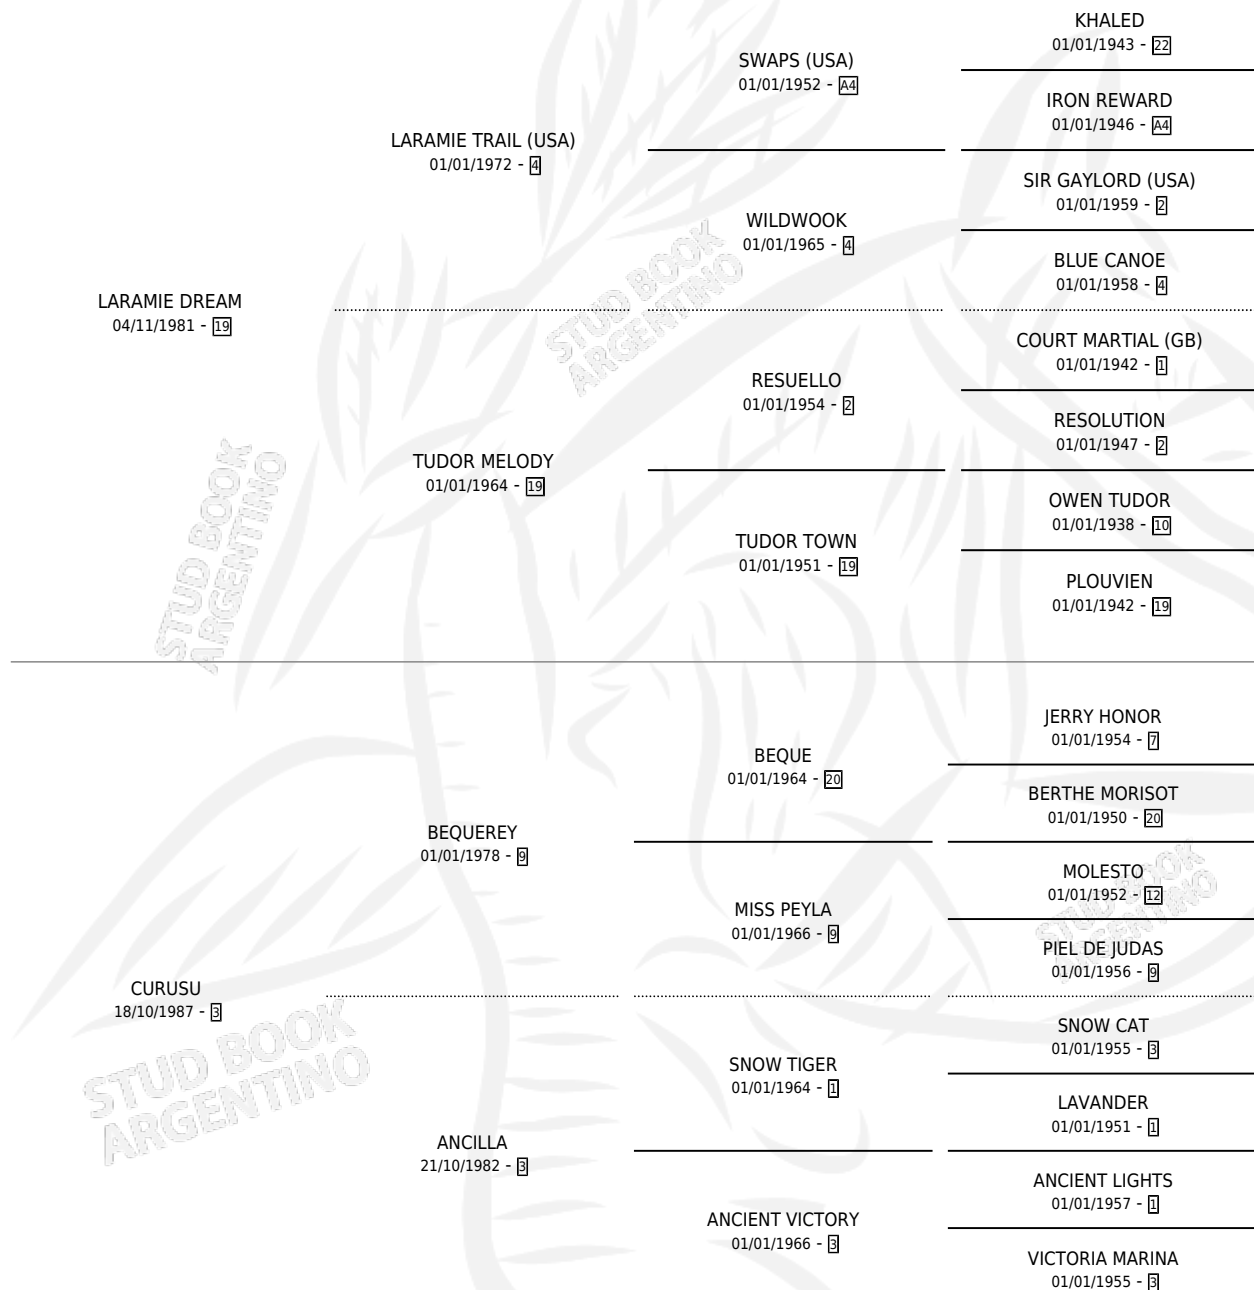 KHALED
01/01/1943 - 22
SWAPS (USA)
01/01/1952 - A4
IRON REWARD
01/01/1946 - A4
LARAMIE TRAIL (USA)
01/01/1972 - 4
SIR GAYLORD (USA)
01/01/1959 - 2
WILDWOOK
01/01/1965 - 4
BLUE CANOE
01/01/1958 - 4
LARAMIE DREAM
04/11/1981 - 19
COURT MARTIAL (GB)
01/01/1942 - 1
RESUELLO
01/01/1954 - 2
RESOLUTION
01/01/1947 - 2
TUDOR MELODY
01/01/1964 - 19
OWEN TUDOR
01/01/1938 - 10
TUDOR TOWN
01/01/1951 - 19
PLOUVIEN
01/01/1942 - 19
JERRY HONOR
01/01/1954 - 7
BEQUE
01/01/1964 - 20
BERTHE MORISOT
01/01/1950 - 20
BEQUEREY
01/01/1978 - 9
MOLESTO
01/01/1952 - 12
MISS PEYLA
01/01/1966 - 9
PIEL DE JUDAS
01/01/1956 - 9
CURUSU
18/10/1987 - 3
SNOW CAT
01/01/1955 - 3
SNOW TIGER
01/01/1964 - 1
LAVANDER
01/01/1951 - 1
ANCILLA
21/10/1982 - 3
ANCIENT LIGHTS
01/01/1957 - 1
ANCIENT VICTORY
01/01/1966 - 3
VICTORIA MARINA
01/01/1955 - 3
STUD BOOK
ARGENTINO
STUD BOOK
ARGENTINO
STUD BOOK
ARGENTINO
STUD BOOK
ARGENTINO